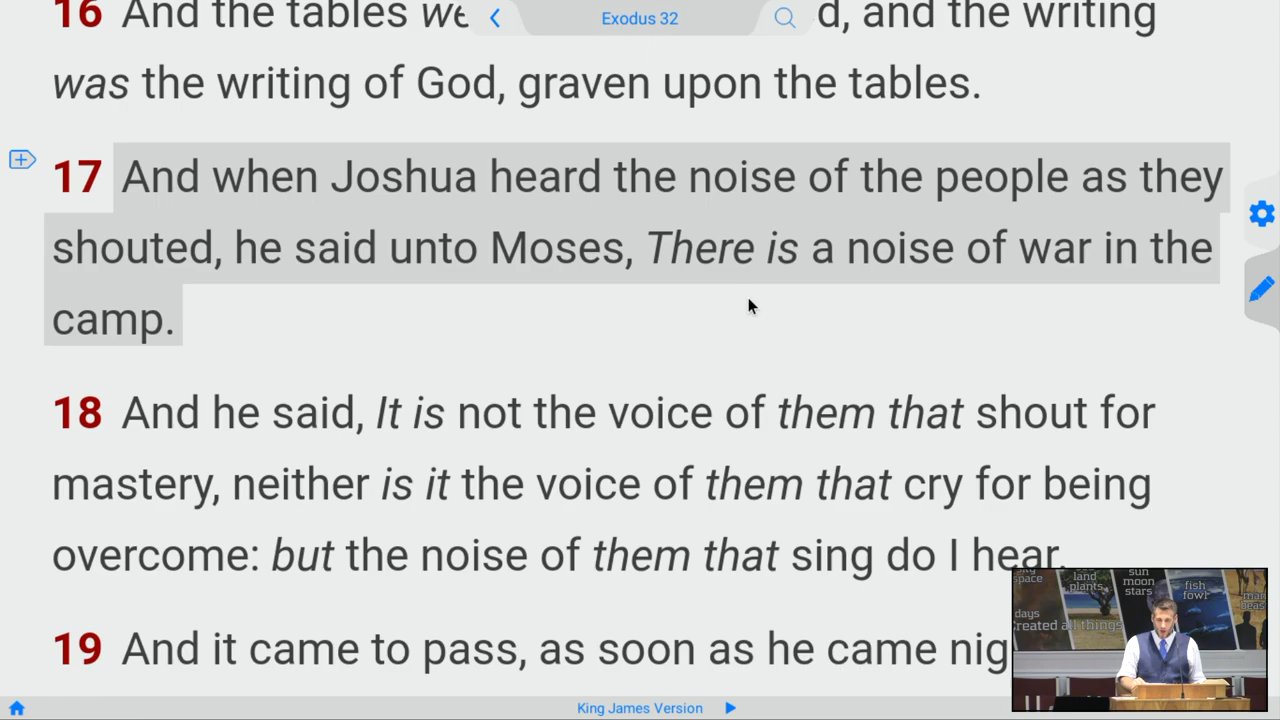 16 And the tables we
d, and the writing
Exodus 32
was the writing of God, graven upon the tables.
17 And when Joshua heard the noise of the people as they
shouted, he said unto Moses, There is a noise of war in the
camp.
18 And he said, It is not the voice of them that shout for
mastery, neither is it the voice of them that cry for being
overcome: but the noise of them that sing do I hear.
19 And it came to pass, as soon as he came nig
space
land
plants
sun
moon
stars
fish
fowl
days
reated all things
King James Version